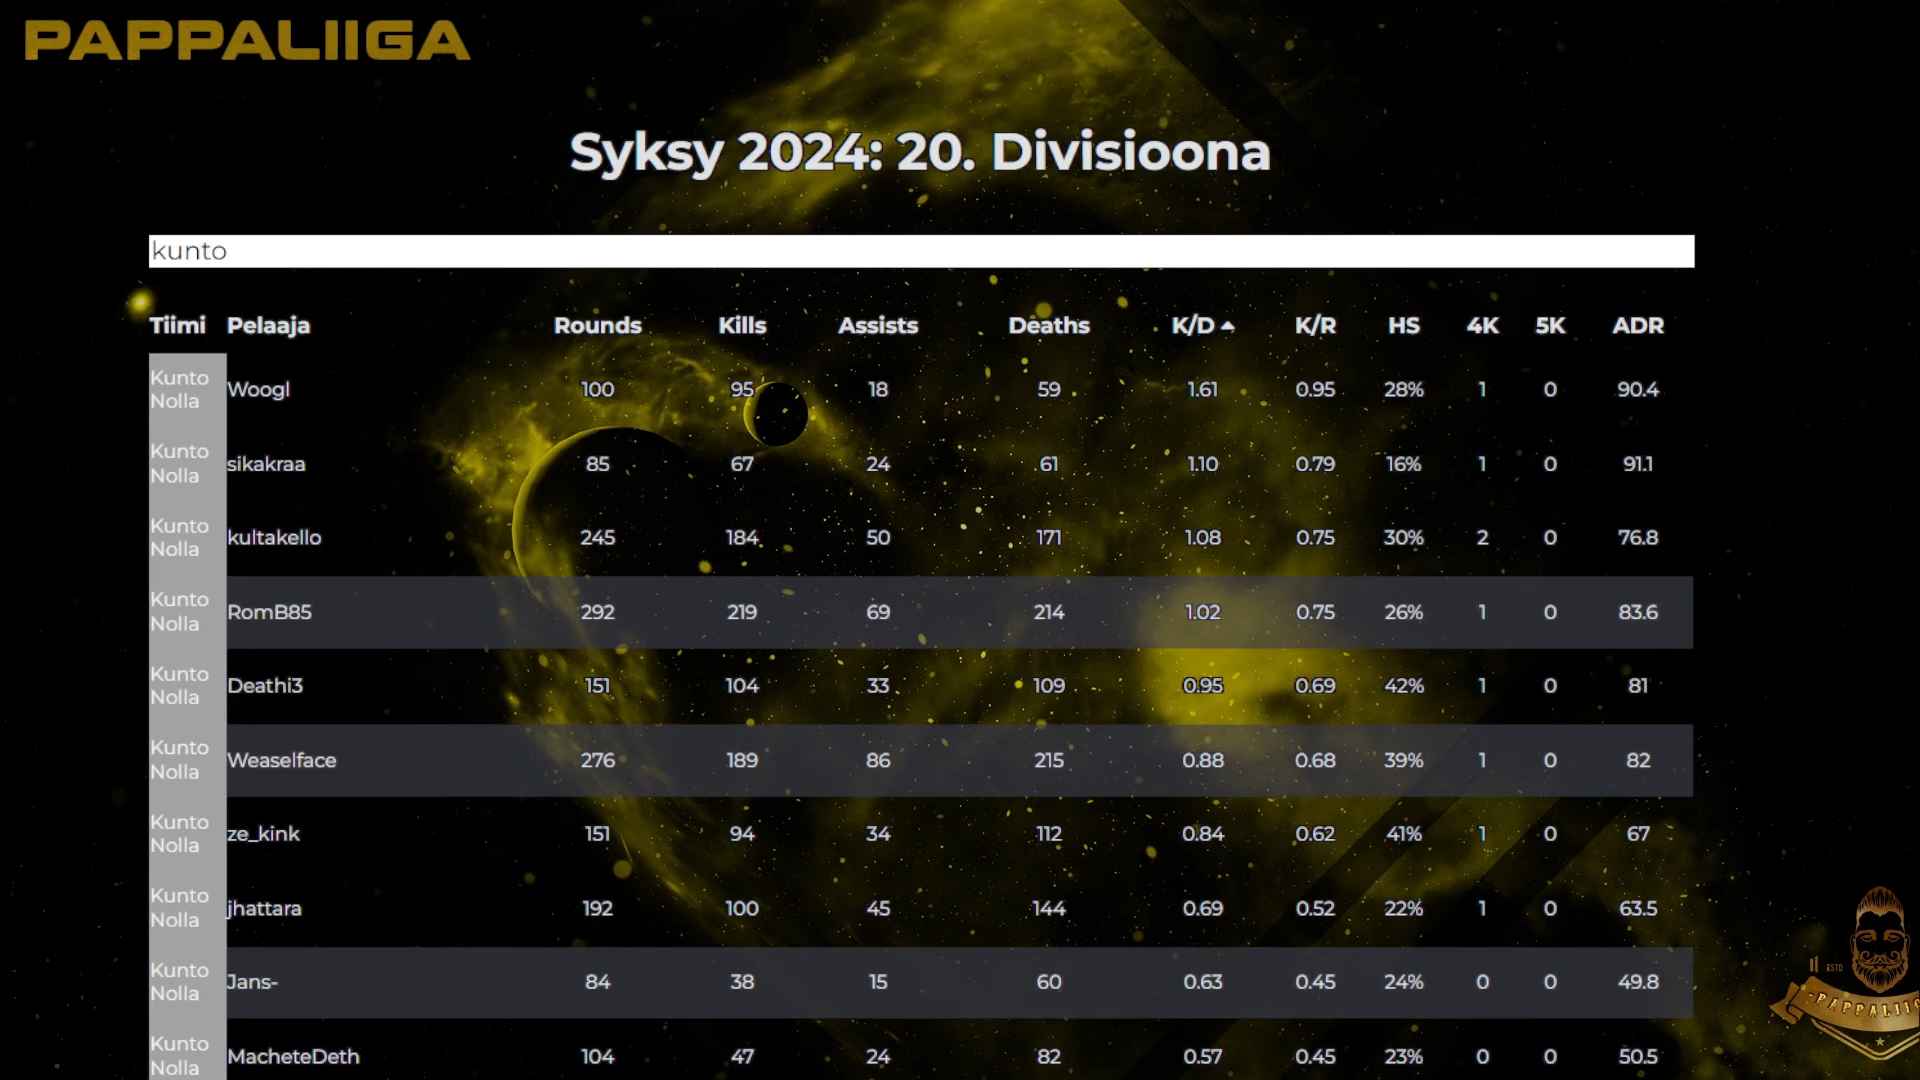 PAPPALIIGA
Syksy 2024: 20. Divisioona
kunto
Tiimi Pelaaja Rounds Kills Assists Deaths K/D K/R HS 4K 5K ADR
Kunto Nolla Woogl 100 95 18 59 1.61 0.95 28% 1 0 90.4
Kunto Nolla sikakraa 85 67 24 61 1.10 0.79 16% 1 0 91.1
Kunto Nolla kultakello 245 184 50 171 1.08 0.75 30% 2 0 76.8
Kunto Nolla RomB85 292 219 69 214 1.02 0.75 26% 1 0 83.6
Kunto Nolla Deathi3 151 104 33 109 0.95 0.69 42% 1 0 81
Kunto Nolla Weaselface 276 189 86 215 0.88 0.68 39% 1 0 82
Kunto Nolla ze_kink 151 94 34 112 0.84 0.62 41% 1 0 67
Kunto Nolla jhattara 192 100 45 144 0.69 0.52 22% 1 0 63.5
Kunto Nolla Jans- 84 38 15 60 0.63 0.45 24% 0 0 49.8
Kunto Nolla MacheteDeth 104 47 24 82 0.57 0.45 23% 0 0 50.5
ESTD
-PAPPALIIG